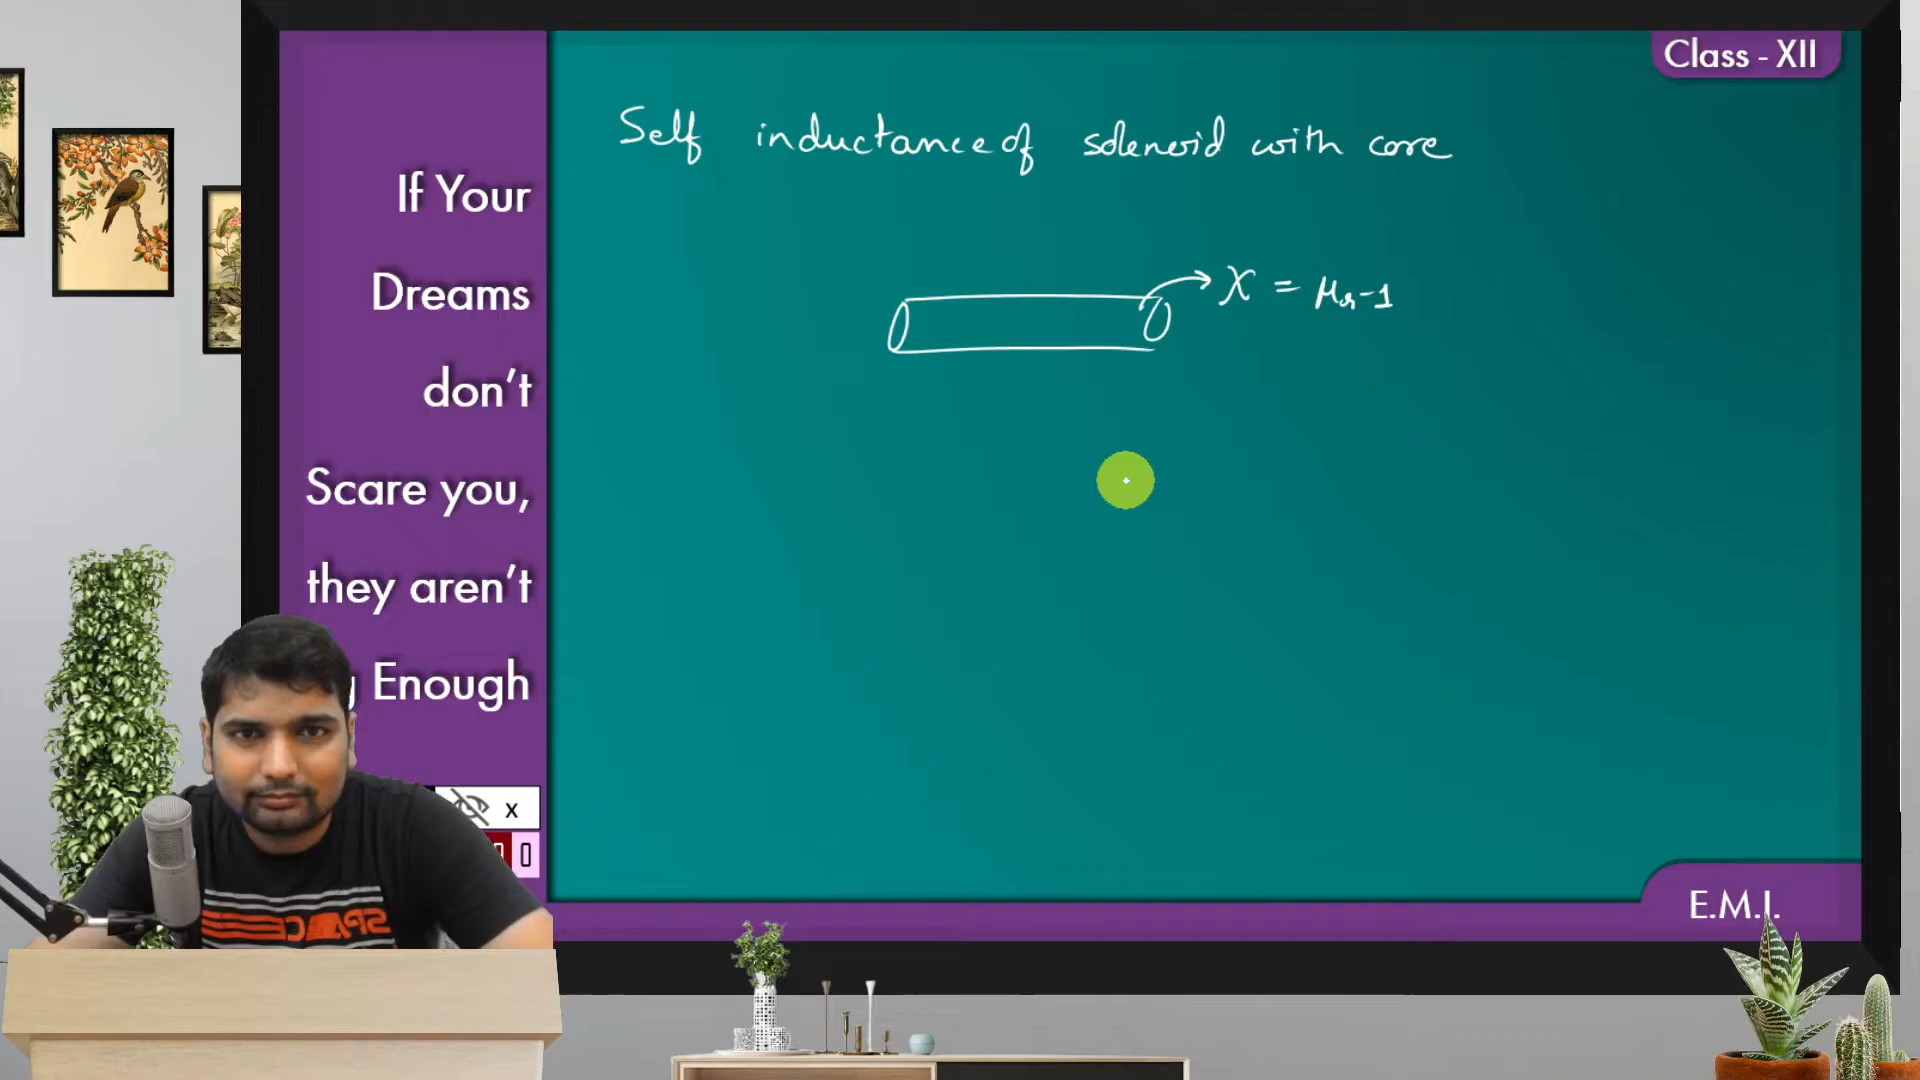 Class - XII
Self inductance of solenoid with core
χ = μr-1
If Your
Dreams
don't
Scare you,
they aren't
Enough
x
0
E.M.I.